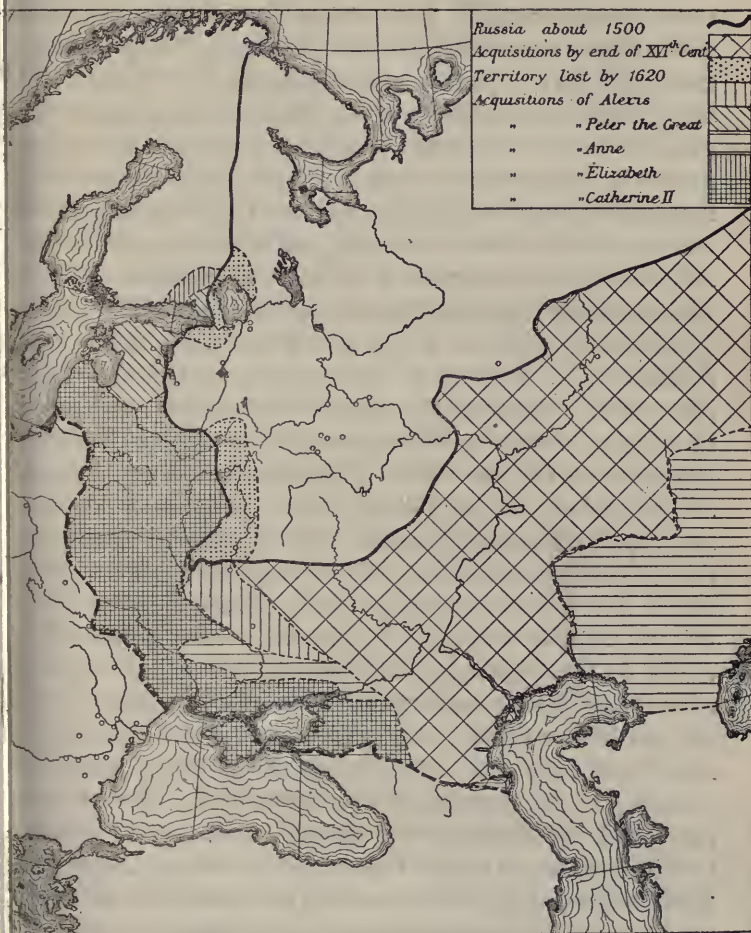 Russia about 1500
Acquisitions by end of XVIth Cent
Territory lost by 1620
Acquisitions of Alexis
" " Peter the Great
" " Anne
" " Élizabeth
" " Catherine II